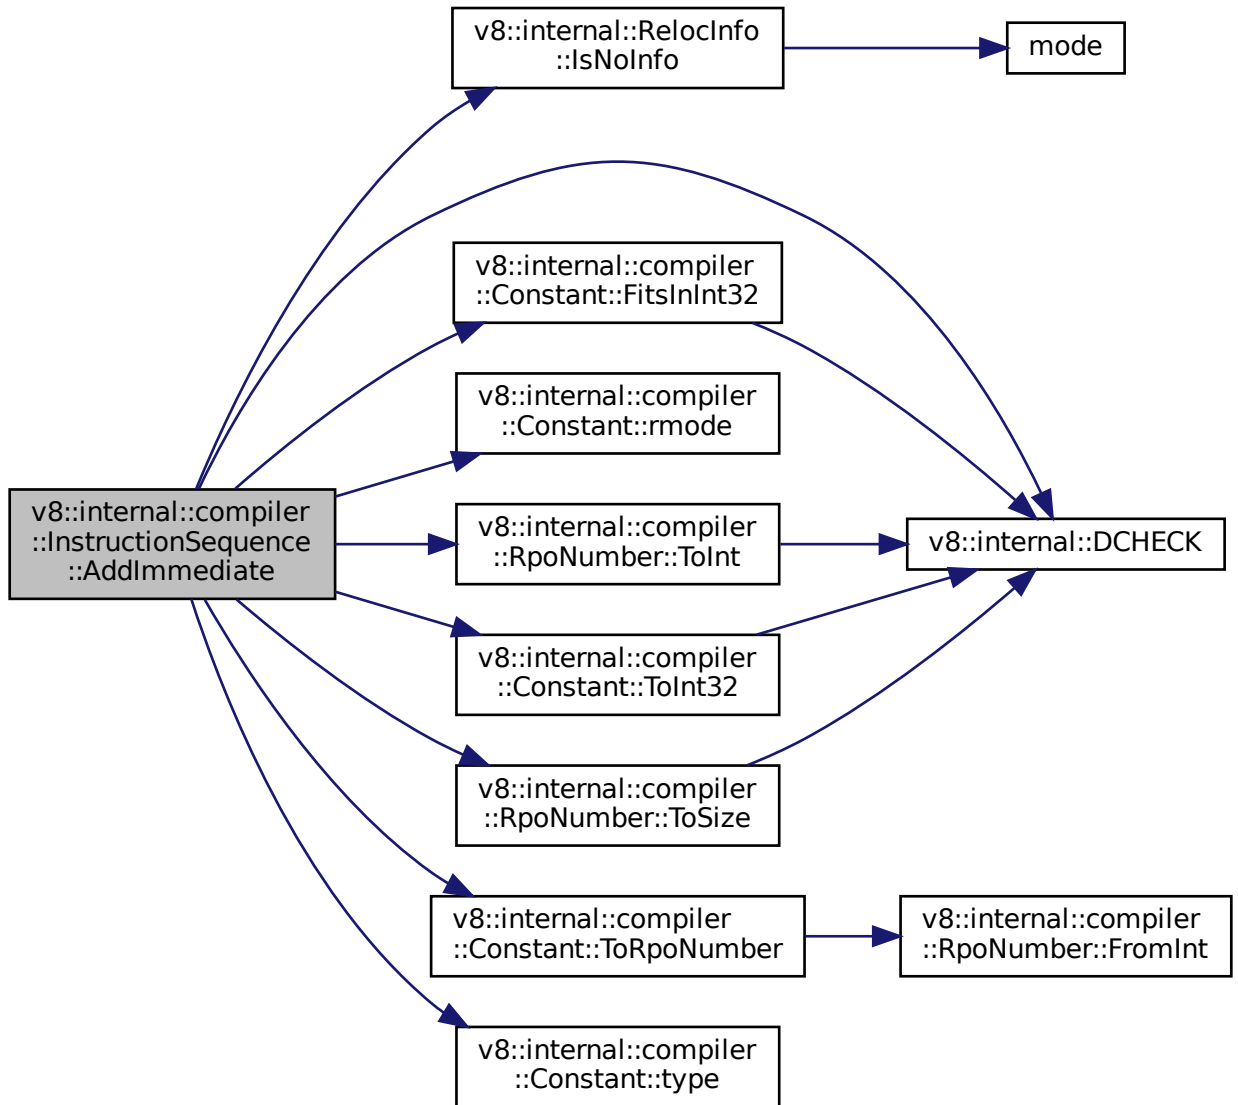 v8::internal::RelocInfo
::IsNoInfo
mode
v8::internal::compiler
::Constant::FitsInInt32
v8::internal::compiler
::Constant::rmode
v8::internal::compiler
::InstructionSequence
::AddImmediate
v8::internal::compiler
::RpoNumber::ToInt
v8::internal::DCHECK
v8::internal::compiler
::Constant::ToInt32
v8::internal::compiler
::RpoNumber::ToSize
v8::internal::compiler
::Constant::ToRpoNumber
v8::internal::compiler
::RpoNumber::FromInt
v8::internal::compiler
::Constant::type